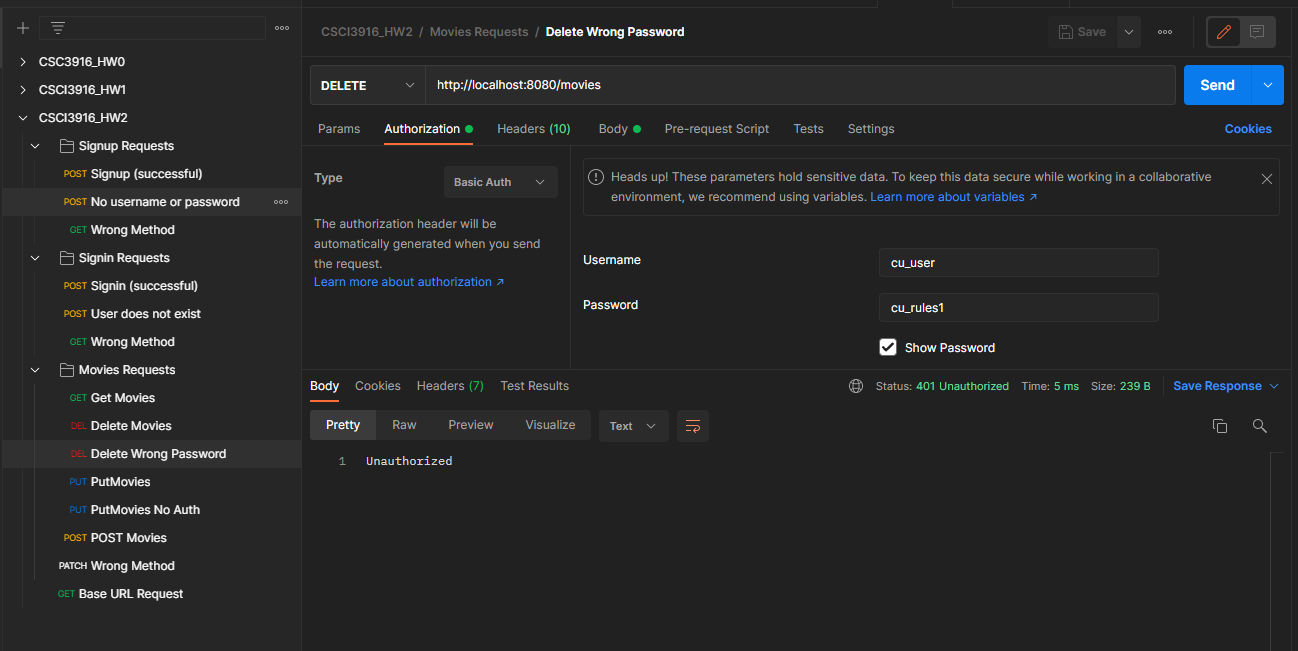 CSC3916_HW0
CSCI3916_HW1
CSCI3916_HW2
Signup Requests
POST Signup (successful)
POST No username or password
GET Wrong Method
Signin Requests
POST Signin (successful)
POST User does not exist
GET Wrong Method
Movies Requests
GET Get Movies
DEL Delete Movies
DEL Delete Wrong Password
PUT PutMovies
PUT PutMovies No Auth
POST POST Movies
PATCH Wrong Method
GET Base URL Request
CSCI3916_HW2 / Movies Requests / Delete Wrong Password
Save
DELETE http://localhost:8080/movies
Send
Params Authorization Headers (10) Body Pre-request Script Tests Settings
Cookies
Type
Basic Auth
The authorization header will be
automatically generated when you send
the request.
Learn more about authorization ↗
Heads up! These parameters hold sensitive data. To keep this data secure while working in a collaborative
environment, we recommend using variables. Learn more about variables ↗
Username
cu_user
Password
cu_rules1
Show Password
Body Cookies Headers (7) Test Results
Status: 401 Unauthorized Time: 5 ms Size: 239 B
Save Response
Pretty Raw Preview Visualize Text
1 Unauthorized